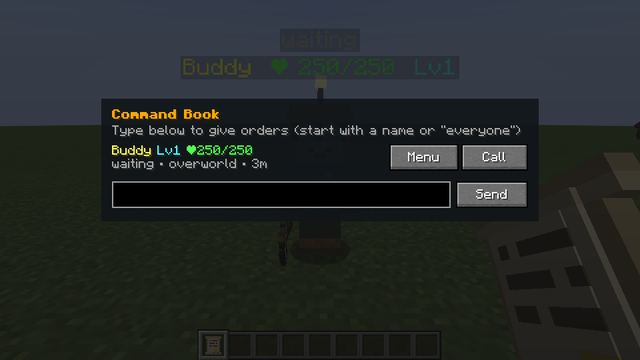 waiting
Buddy ♥ 250/250 Lv1
Command Book
Type below to give orders (start with a name or "everyone")
Buddy Lv1 ♥250/250
waiting • overworld • 3m
Menu
Call
Send